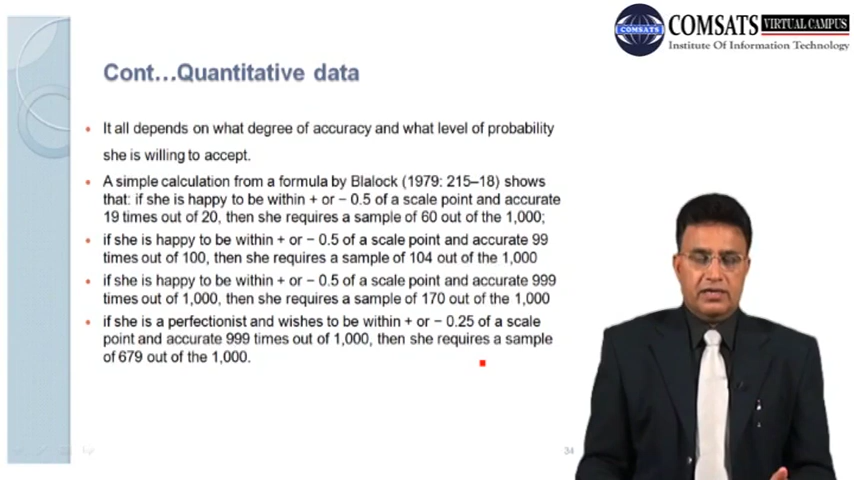 COMSATS VIRTUAL CAMPUS
Institute Of Information Technology
COMSATS
Cont...Quantitative data
• It all depends on what degree of accuracy and what level of probability
she is willing to accept.
• A simple calculation from a formula by Blalock (1979: 215–18) shows
that: if she is happy to be within + or − 0.5 of a scale point and accurate
19 times out of 20, then she requires a sample of 60 out of the 1,000;
• if she is happy to be within + or − 0.5 of a scale point and accurate 99
times out of 100, then she requires a sample of 104 out of the 1,000
• if she is happy to be within + or − 0.5 of a scale point and accurate 999
times out of 1,000, then she requires a sample of 170 out of the 1,000
• if she is a perfectionist and wishes to be within + or − 0.25 of a scale
point and accurate 999 times out of 1,000, then she requires a sample
of 679 out of the 1,000.
34